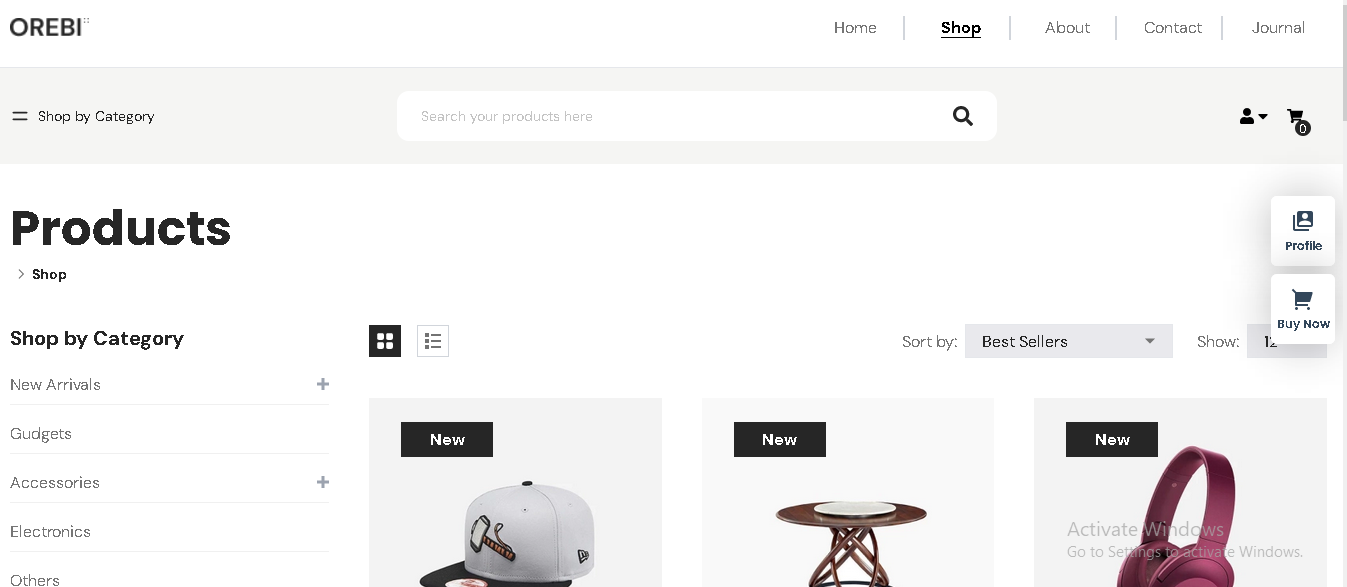 OREBI
Home
Shop
About
Contact
Journal
Shop by Category
Search your products here
0
Products
Shop
Profile
Buy Now
Shop by Category
Sort by:
Best Sellers
Show:
12
New Arrivals
Gudgets
Accessories
Electronics
Others
New
New
New
Activate Windows
Go to Settings to activate Windows.